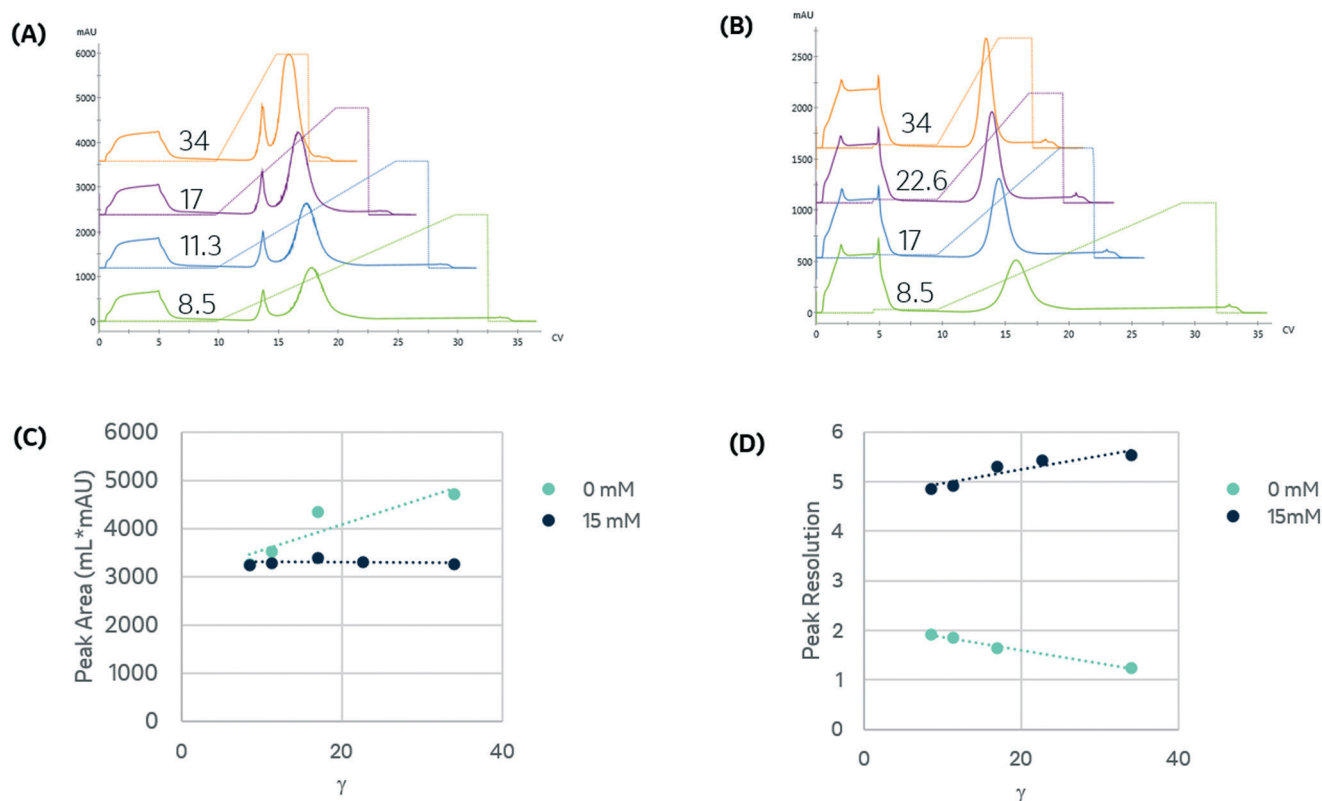 (A)
mAU
6000
5000
4000
3000
2000
1000
0
34
17
11.3
8.5
0 5 10 15 20 25 30 35 CV
(B)
mAU
2500
2000
1500
1000
500
0
34
22.6
17
8.5
0 5 10 15 20 25 30 35 CV
(C)
Peak Area (mL*mAU)
6000
5000
4000
3000
2000
1000
0
0 20 40
γ
0 mM
15 mM
(D)
Peak Resolution
6
5
4
3
2
1
0
0 20 40
γ
0 mM
15mM